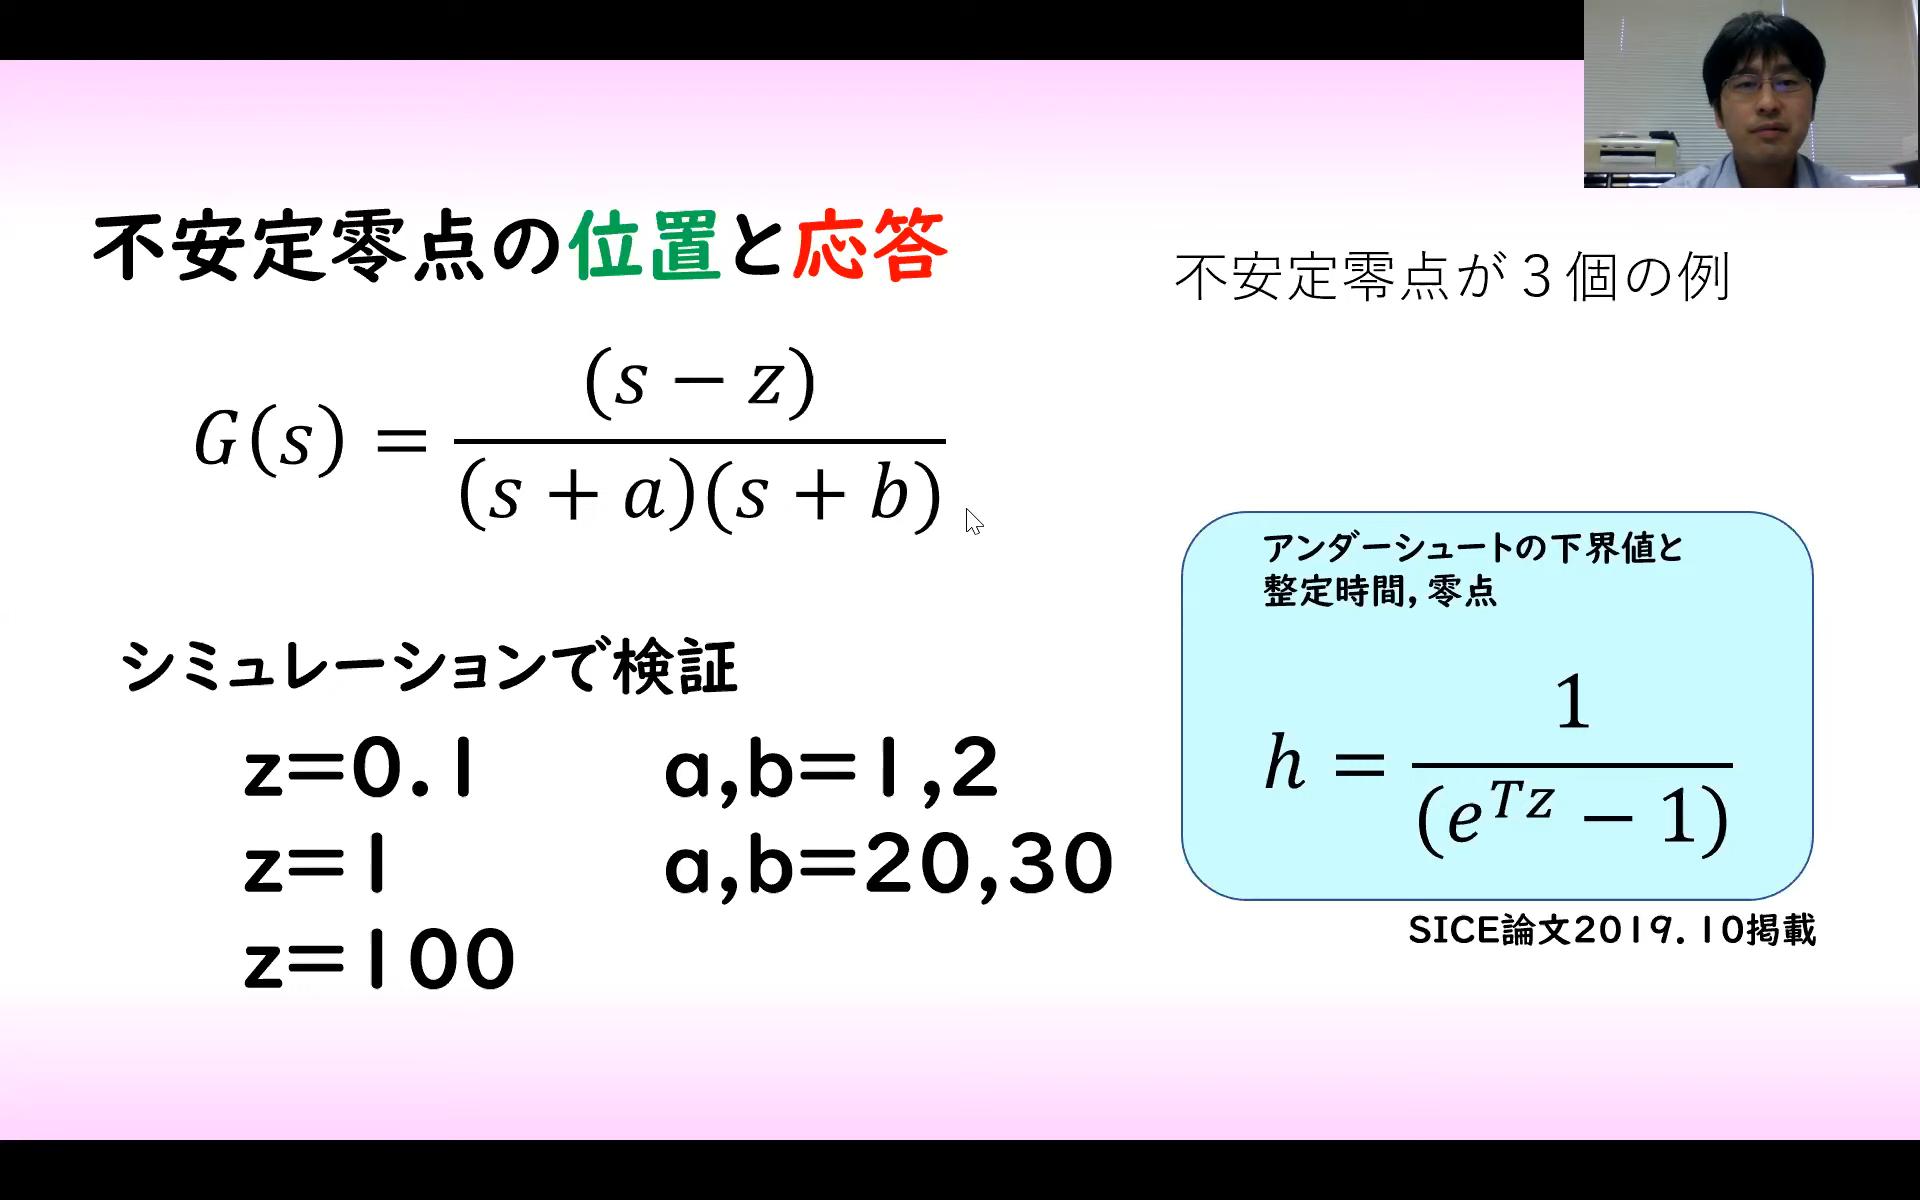 不安定零点の位置と応答
不安定零点が3個の例
G(s) = (s − z) / (s + a)(s + b)
シミュレーションで検証
z=0.1 a,b=1,2
z=1 a,b=20,30
z=100
アンダーシュートの下界値と
整定時間,零点
h = 1 / (e^{Tz} − 1)
SICE論文2019.10掲載